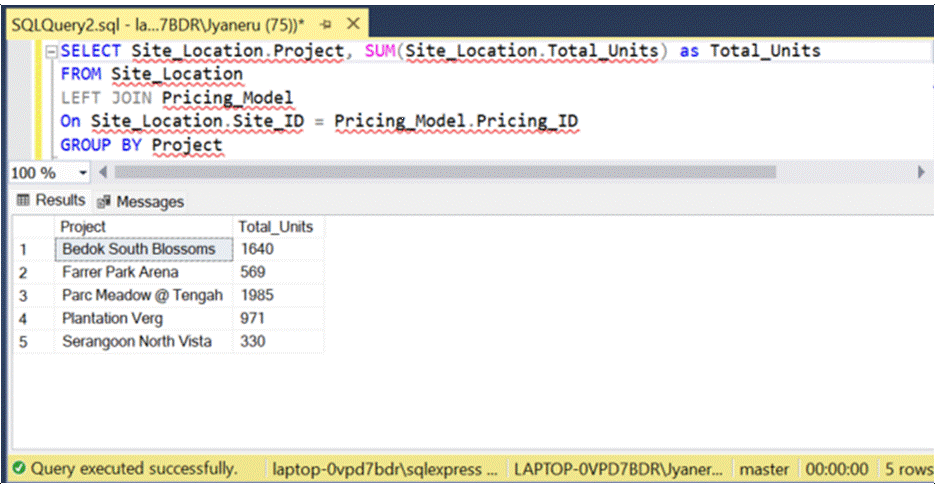 SQLQuery2.sql - la...7BDR\Jyaneru (75))*
SELECT Site_Location.Project, SUM(Site_Location.Total_Units) as Total_Units
FROM Site_Location
LEFT JOIN Pricing_Model
On Site_Location.Site_ID = Pricing_Model.Pricing_ID
GROUP BY Project
100 %
Results Messages
Project Total_Units
1 Bedok South Blossoms 1640
2 Farrer Park Arena 569
3 Parc Meadow @ Tengah 1985
4 Plantation Verg 971
5 Serangoon North Vista 330
Query executed successfully. laptop-0vpd7bdr\sqlexpress ... LAPTOP-0VPD7BDR\Jyaner... master 00:00:00 5 rows